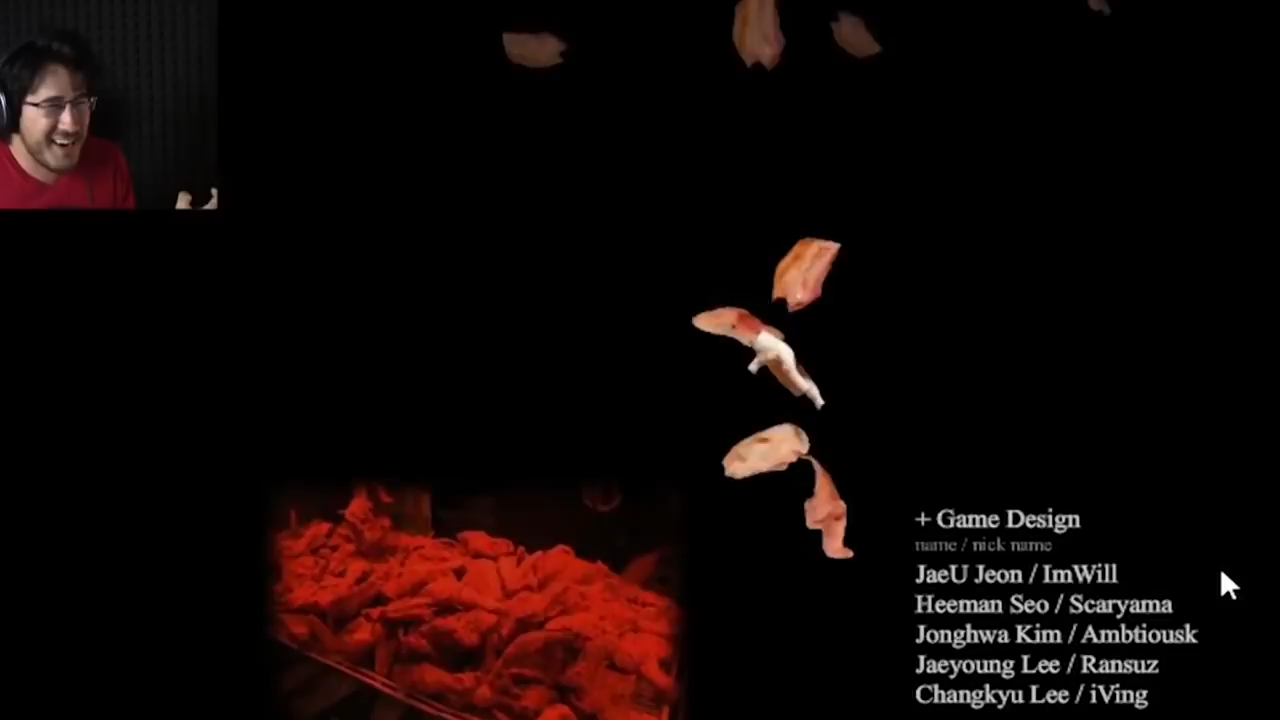 + Game Design
name / nick name
JaeU Jeon / ImWill
Heeman Seo / Scaryama
Jonghwa Kim / Ambtiousk
Jaeyoung Lee / Ransuz
Changkyu Lee / iVing